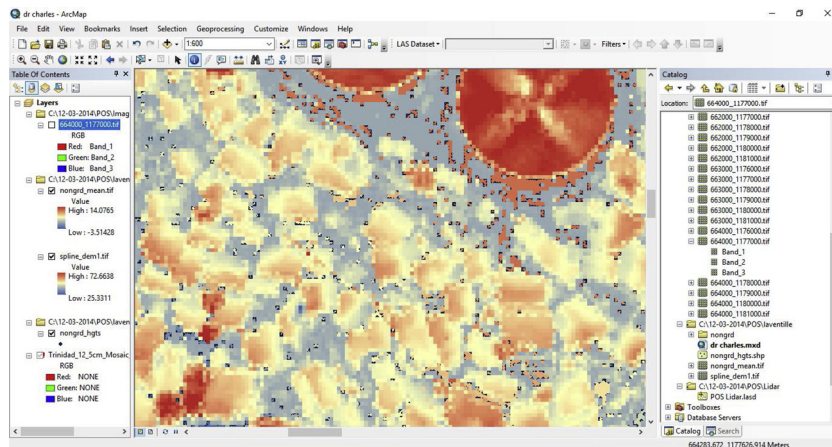 dr charles - ArcMap
File Edit View Bookmarks Insert Selection Geoprocessing Customize Windows Help
1:600
LAS Dataset
Filters
Table Of Contents
Layers
C:\12-03-2014\POS\Imag
664000_1177000.tif
RGB
Red: Band_1
Green: Band_2
Blue: Band_3
C:\12-03-2014\POS\laven
nongrd_mean.tif
Value
High : 14.0765
Low : -3.51428
spline_dem1.tif
Value
High : 72.6638
Low : 25.3311
C:\12-03-2014\POS\laven
nongrd_hgts
Trinidad_12_5cm_Mosaic
RGB
Red: NONE
Green: NONE
Blue: NONE
Catalog
Location: 664000_1177000.tif
662000_1177000.tif
662000_1178000.tif
662000_1179000.tif
662000_1180000.tif
662000_1181000.tif
663000_1176000.tif
663000_1177000.tif
663000_1178000.tif
663000_1179000.tif
663000_1180000.tif
663000_1181000.tif
664000_1176000.tif
664000_1177000.tif
Band_1
Band_2
Band_3
664000_1178000.tif
664000_1179000.tif
664000_1180000.tif
664000_1181000.tif
C:\12-03-2014\POS\laventille
nongrd
dr charles.mxd
nongrd_hgts.shp
nongrd_mean.tif
spline_dem1.tif
C:\12-03-2014\POS\Lidar
POS Lidar.lasd
Toolboxes
Database Servers
Catalog Search
664283.672 1177626.914 Meters